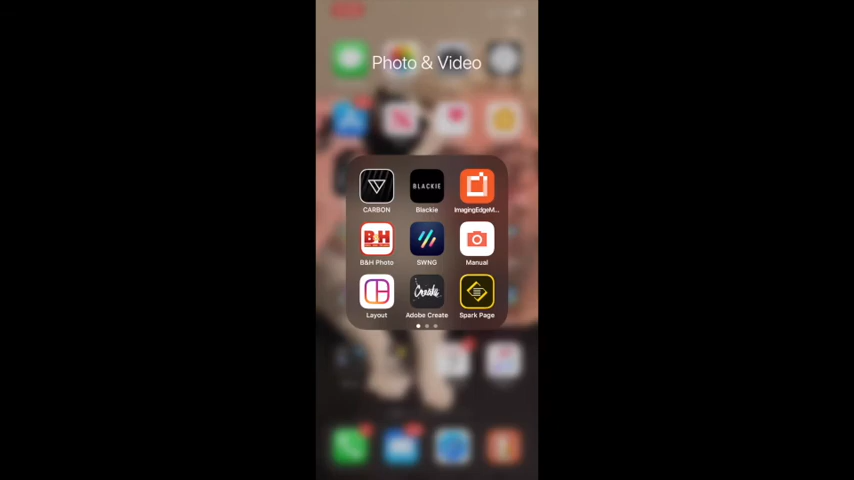 Photo & Video
BLACKIE
CARBON
Blackie
ImagingEdgeM...
B&H
B&H Photo
SWNG
Manual
Create
Layout
Adobe Create
Spark Page